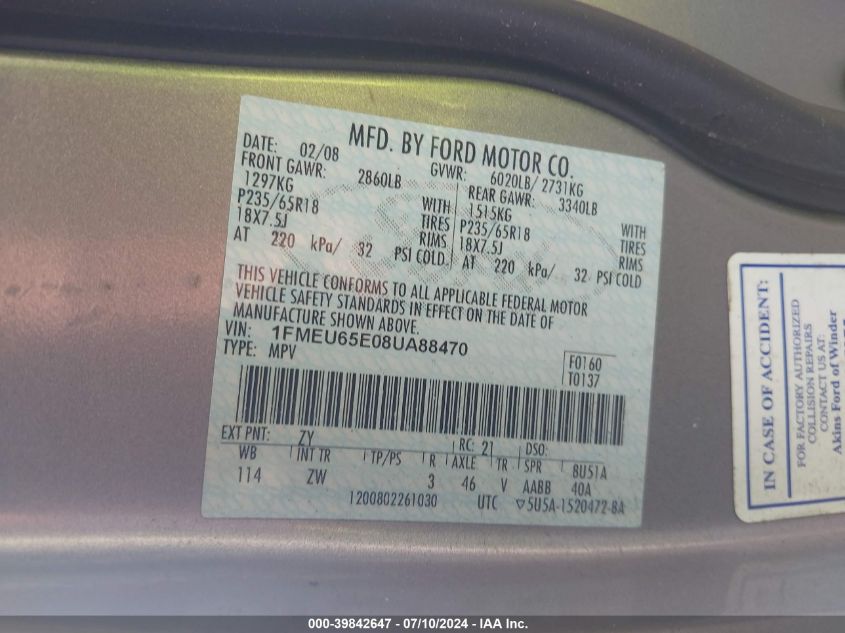 MFD. BY FORD MOTOR CO.
DATE: 02/08 GVWR: 6020LB/ 2731KG
FRONT GAWR: 2860LB REAR GAWR: 3340LB
1297KG WITH 1515KG WITH
P235/65R18 TIRES P235/65R18 TIRES
18X7.5J RIMS 18X7.5J RIMS
AT 220 kPa/ 32 PSI COLD AT 220 kPa/ 32 PSI COLD
THIS VEHICLE CONFORMS TO ALL APPLICABLE FEDERAL MOTOR
VEHICLE SAFETY STANDARDS IN EFFECT ON THE DATE OF
MANUFACTURE SHOWN ABOVE.
VIN: 1FMEU65E08UA88470
TYPE: MPV
F0160
T0137
EXT PNT: ZY RC: 21 DSO:
WB INT TR TP/PS R AXLE TR SPR 8U51A
114 ZW 3 46 V AABB 40A
1200802261030 UTC ▽5U5A-1520472-BA
IN CASE OF ACCIDENT:
FOR FACTORY AUTHORIZED
COLLISION REPAIRS
CONTACT US AT:
Akins Ford of Winder
000-39842647 - 07/10/2024 - IAA Inc.